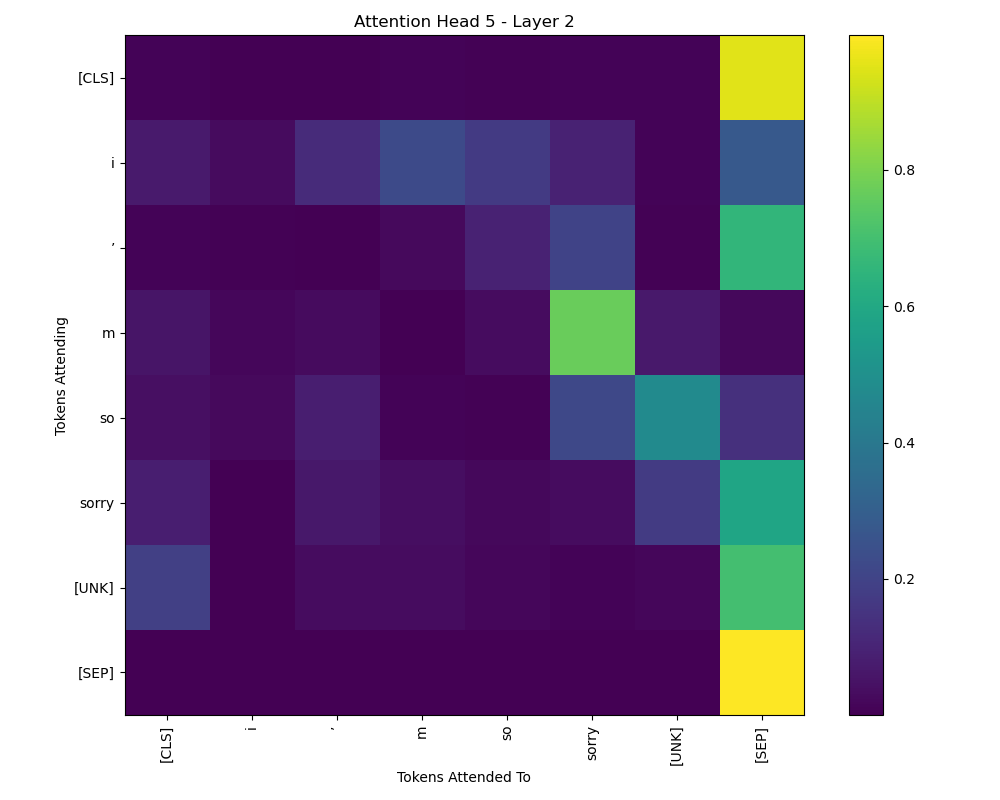 Attention Head 5 - Layer 2
Tokens Attending
[CLS]
i
’
m
so
sorry
[UNK]
[SEP]
[CLS]
i
’
m
so
sorry
[UNK]
[SEP]
Tokens Attended To
0.8
0.6
0.4
0.2